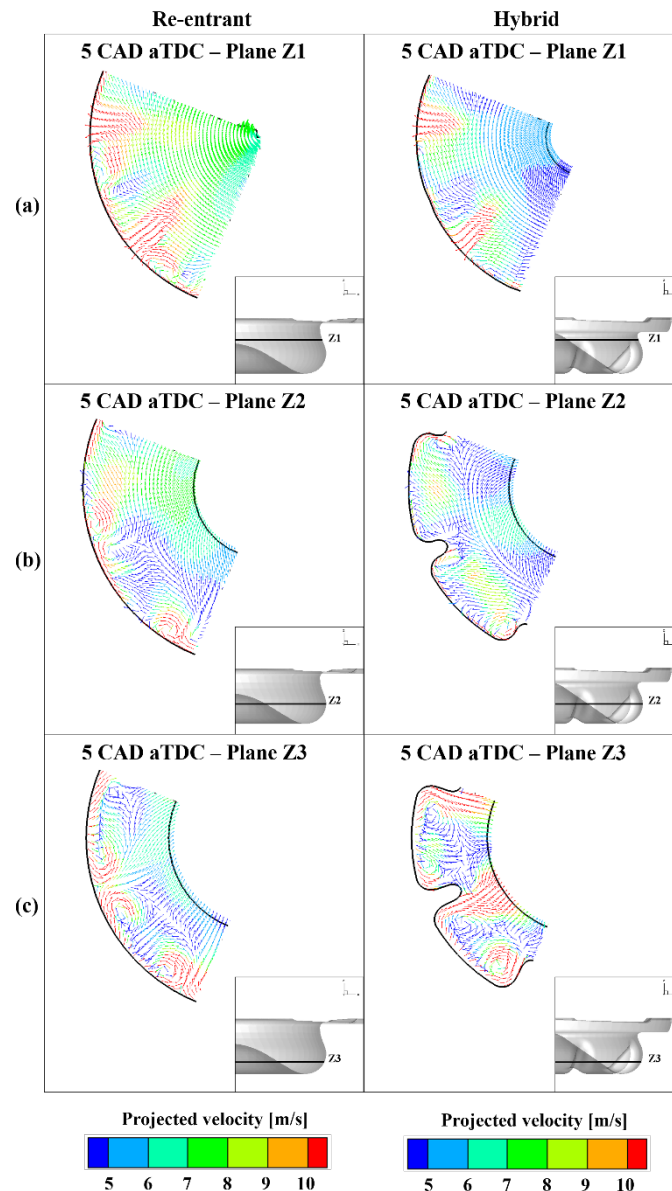 Re-entrant Hybrid
5 CAD aTDC – Plane Z1 5 CAD aTDC – Plane Z1
(a)
Z1 Z1
5 CAD aTDC – Plane Z2 5 CAD aTDC – Plane Z2
(b)
Z2 Z2
5 CAD aTDC – Plane Z3 5 CAD aTDC – Plane Z3
(c)
Z3 Z3
Projected velocity [m/s] Projected velocity [m/s]
5 6 7 8 9 10 5 6 7 8 9 10